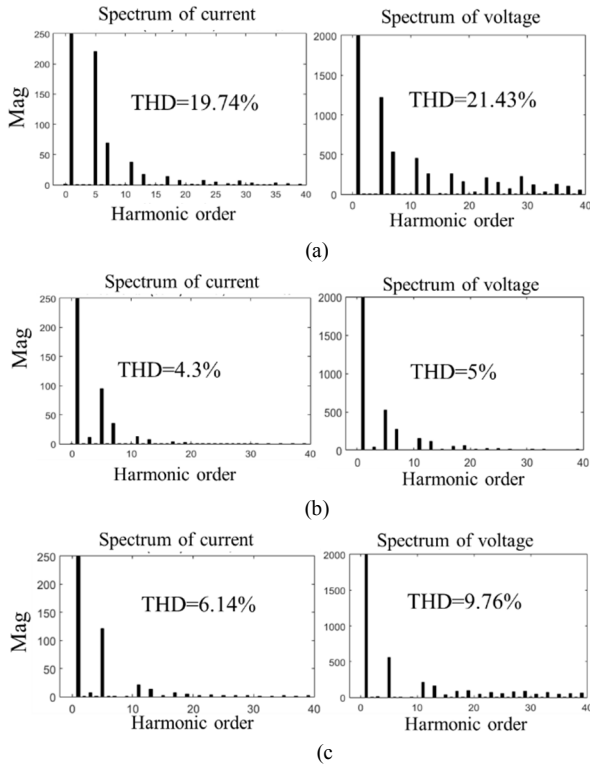 Spectrum of current
Mag
250
200
150
100
50
0
THD=19.74%
0 5 5 10 15 20 25 30 35 40
Harmonic order
Spectrum of voltage
2000
1500
1000
500
0
THD=21.43%
0 10 20 30 40
Harmonic order
(a)
Spectrum of current
Mag
250
200
150
100
50
0
THD=4.3%
0 10 20 30 40
Harmonic order
Spectrum of voltage
2000
1500
1000
500
0
THD=5%
0 10 20 30 40
Harmonic order
(b)
Spectrum of current
Mag
250
200
150
100
50
0
THD=6.14%
0 10 20 30 40
Harmonic order
Spectrum of voltage
2000
1500
1000
500
0
THD=9.76%
0 10 20 30 40
Harmonic order
(c